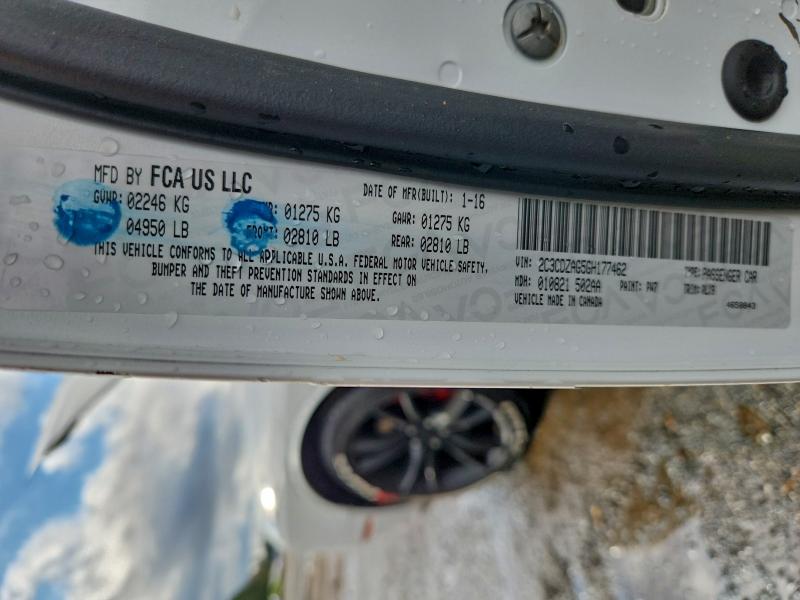 MFD BY FCA US LLC
DATE OF MFR(BUILT): 1-16
GVWR: 02246 KG
01275 KG
GAWR: 01275 KG
04950 LB
FRONT: 02810 LB
REAR: 02810 LB
THIS VEHICLE CONFORMS TO ALL APPLICABLE U.S.A. FEDERAL MOTOR VEHICLE SAFETY,
BUMPER AND THEFT PREVENTION STANDARDS IN EFFECT ON
THE DATE OF MANUFACTURE SHOWN ABOVE.
VIN: 2C3CDZAG5GH177462
TYPE: PASSENGER CAR
MDH: 010821 502AA
PAINT: PW7
VEHICLE MADE IN CANADA